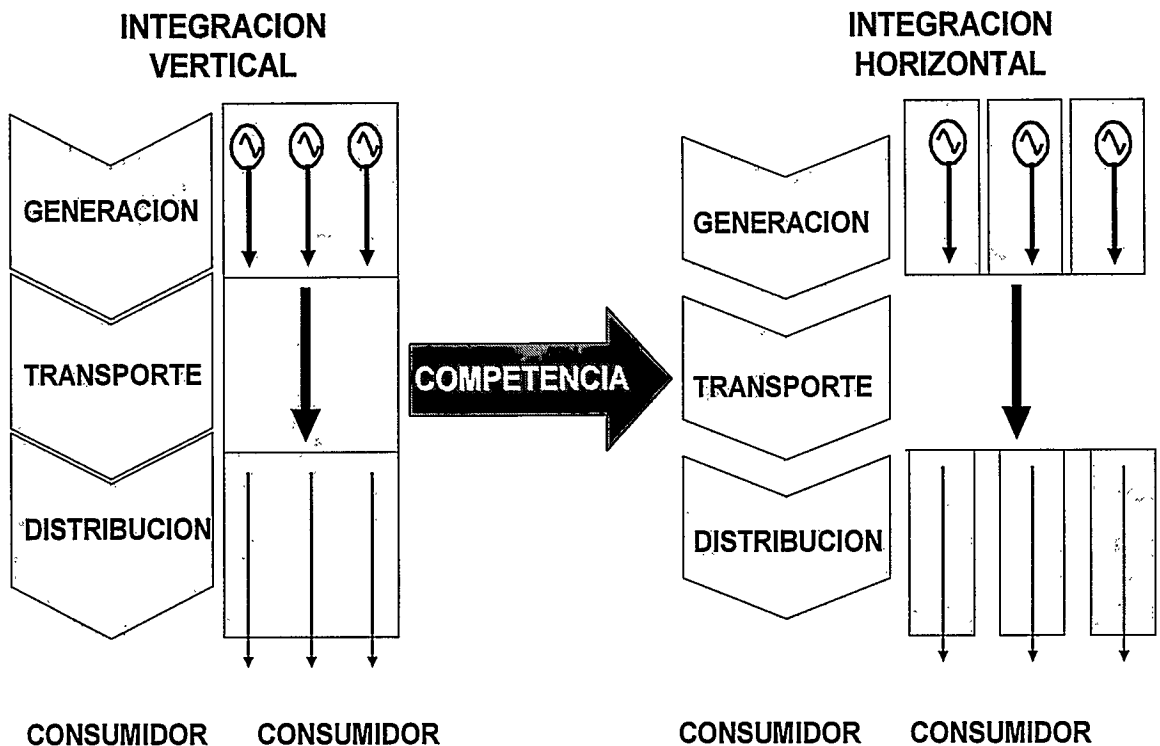 INTEGRACION
VERTICAL
GENERACION
TRANSPORTE
DISTRIBUCION
CONSUMIDOR CONSUMIDOR
COMPETENCIA
INTEGRACION
HORIZONTAL
GENERACION
TRANSPORTE
DISTRIBUCION
CONSUMIDOR CONSUMIDOR